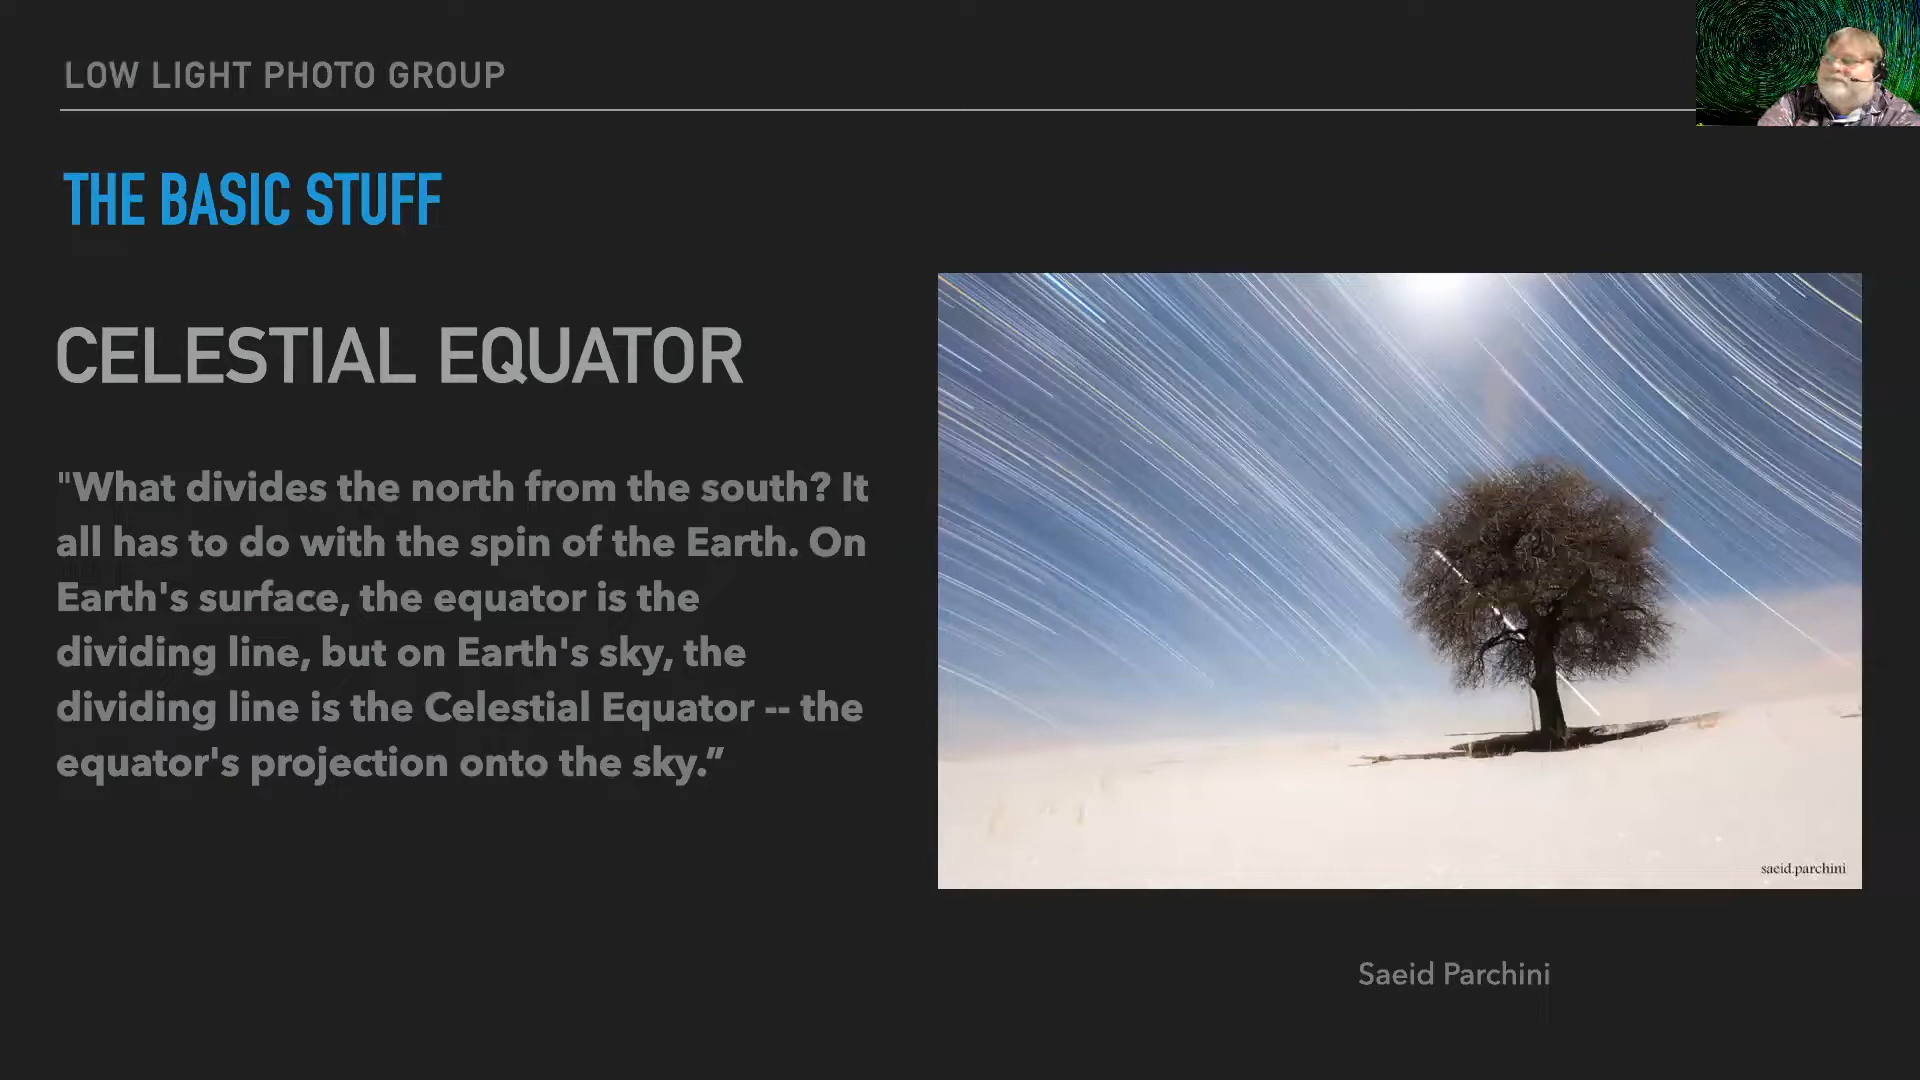 LOW LIGHT PHOTO GROUP
THE BASIC STUFF
CELESTIAL EQUATOR
"What divides the north from the south? It
all has to do with the spin of the Earth. On
Earth's surface, the equator is the
dividing line, but on Earth's sky, the
dividing line is the Celestial Equator -- the
equator's projection onto the sky.”
saeid.parchini
Saeid Parchini